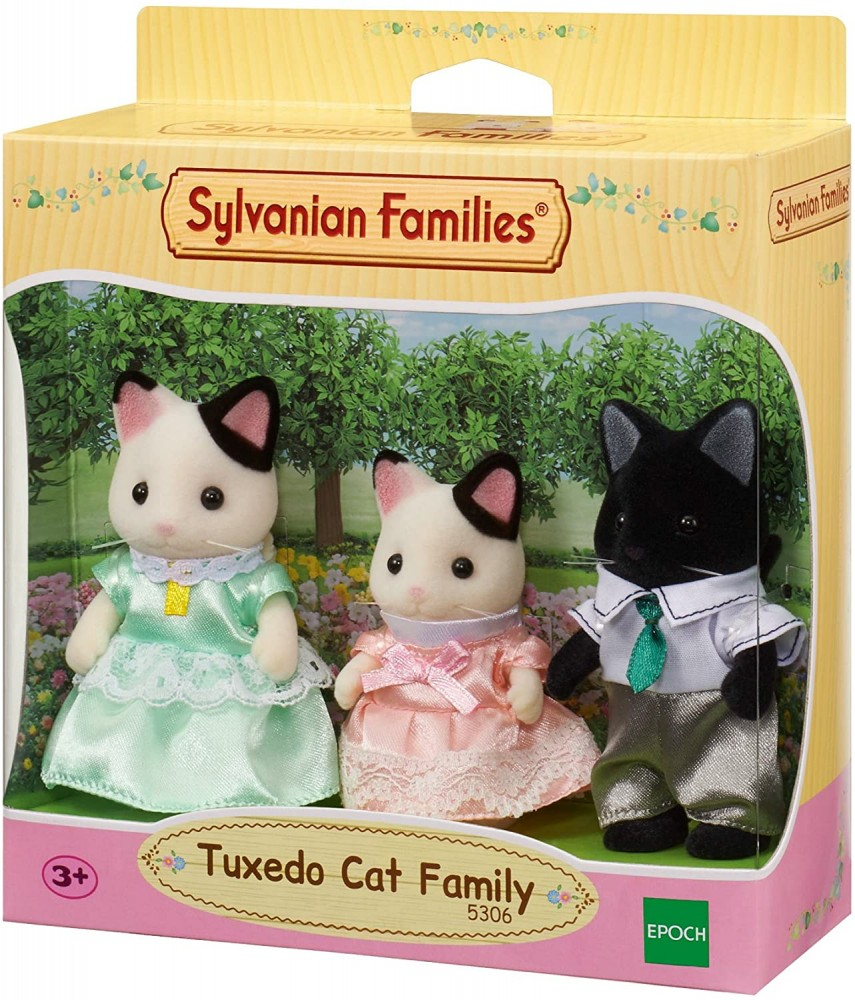 Sylvanian Families
Sylvanian Families®
Sylvanian Families
3+
Tuxedo Cat Family
5306
EPOCH